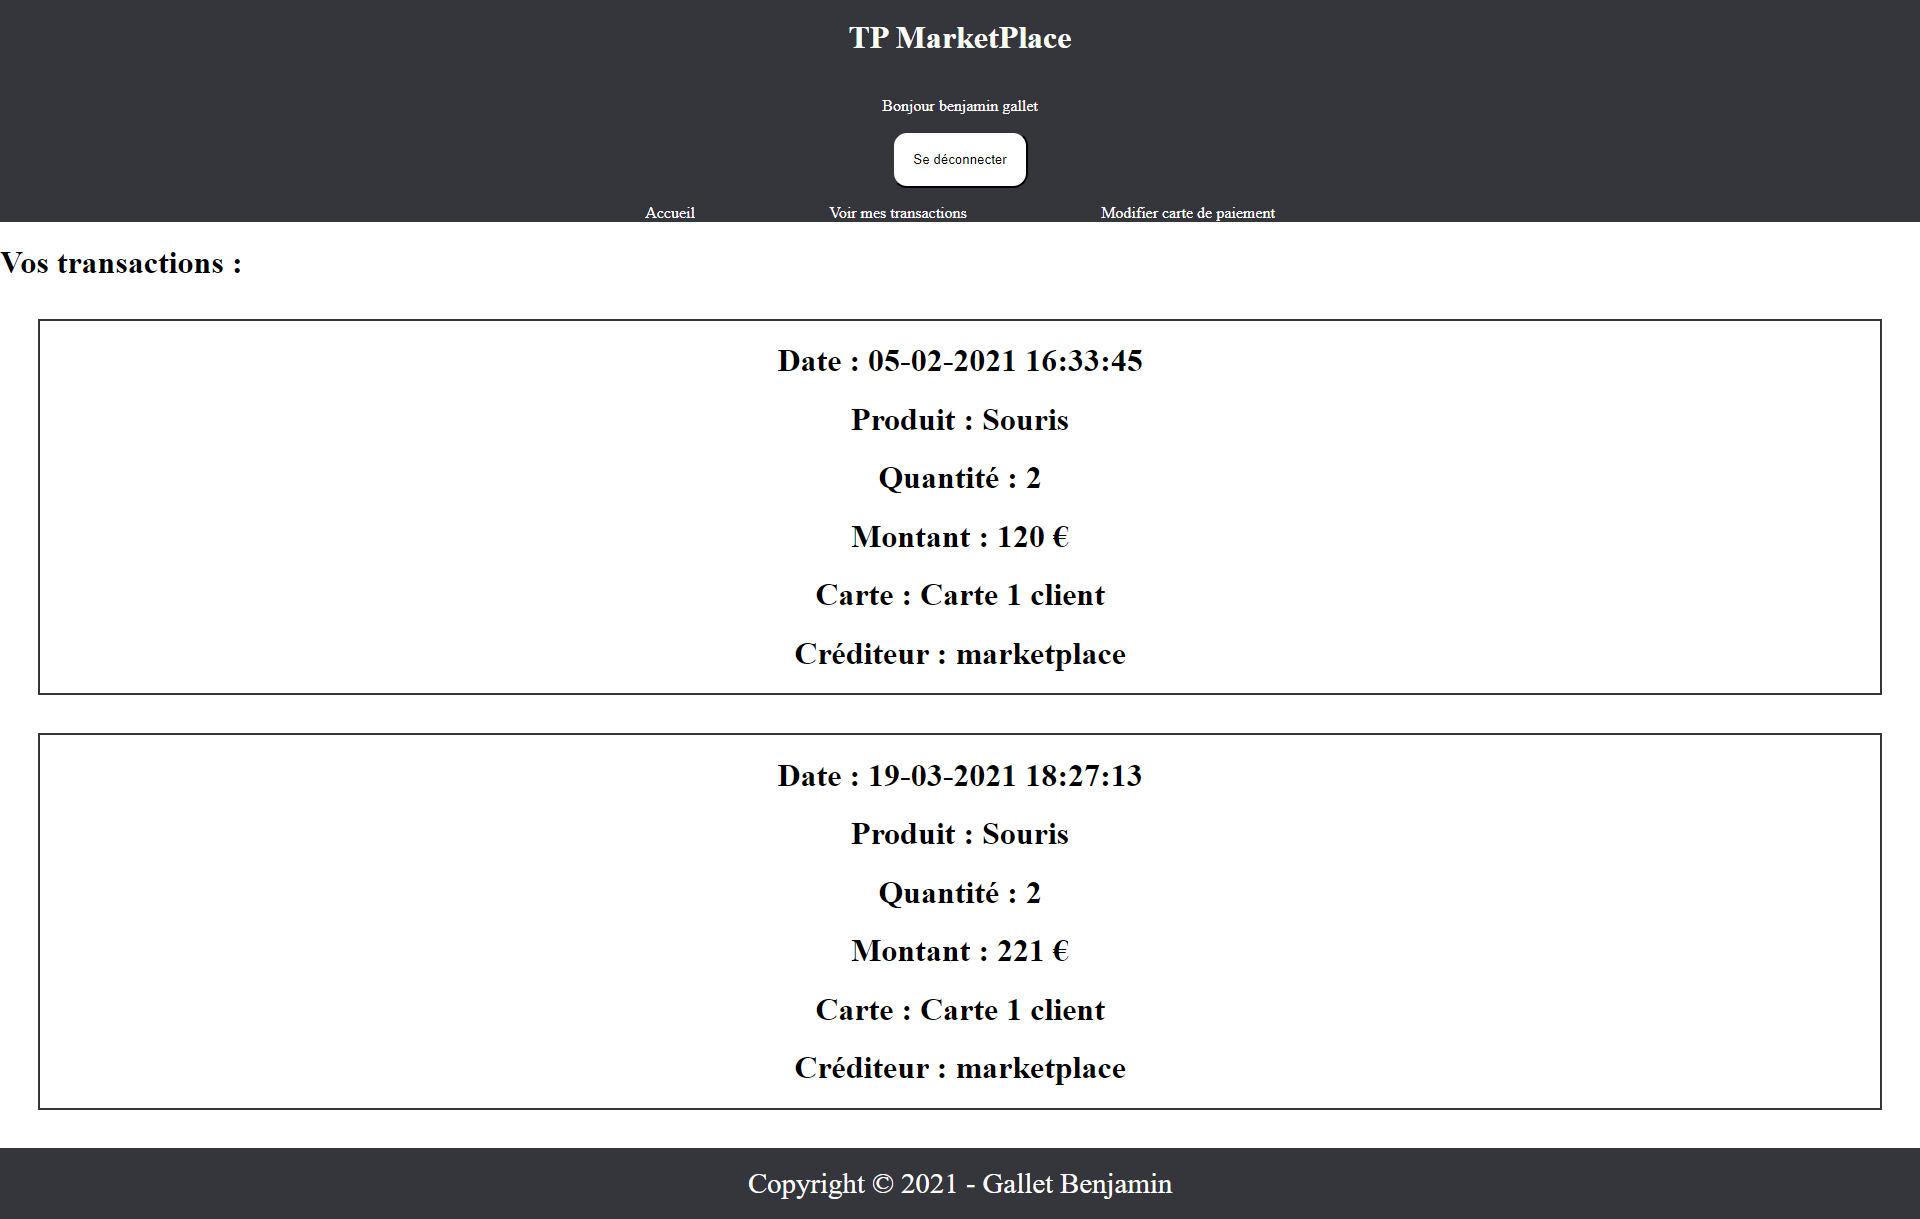 TP MarketPlace
Bonjour benjamin gallet
Se déconnecter
Accueil Voir mes transactions Modifier carte de paiement
Vos transactions :
Date : 05-02-2021 16:33:45
Produit : Souris
Quantité : 2
Montant : 120 €
Carte : Carte 1 client
Créditeur : marketplace
Date : 19-03-2021 18:27:13
Produit : Souris
Quantité : 2
Montant : 221 €
Carte : Carte 1 client
Créditeur : marketplace
Copyright © 2021 - Gallet Benjamin